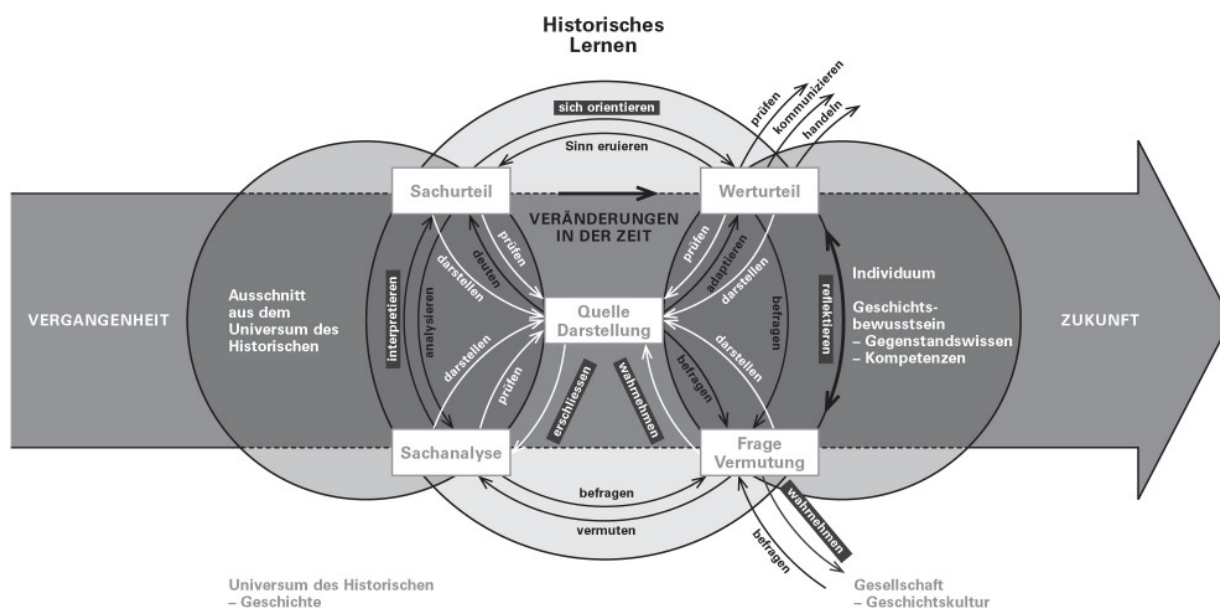 Historisches
Lernen
prüfen
kommunizieren
handeln
sich orientieren
Sinn eruieren
Sachurteil
Werturteil
VERÄNDERUNGEN
IN DER ZEIT
prüfen
deuten
darstellen
prüfen
adaptieren
darstellen
VERGANGENHEIT
Ausschnitt
aus dem
Universum des
Historischen
interpretieren
analysieren
Quelle
Darstellung
befragen
reflektieren
Individuum
Geschichts-
bewusstsein
– Gegenstandswissen
– Kompetenzen
ZUKUNFT
darstellen
prüfen
erschliessen
wahrnehmen
befragen
darstellen
Sachanalyse
Frage
Vermutung
befragen
vermuten
wahrnehmen
befragen
Universum des Historischen
– Geschichte
Gesellschaft
– Geschichtskultur